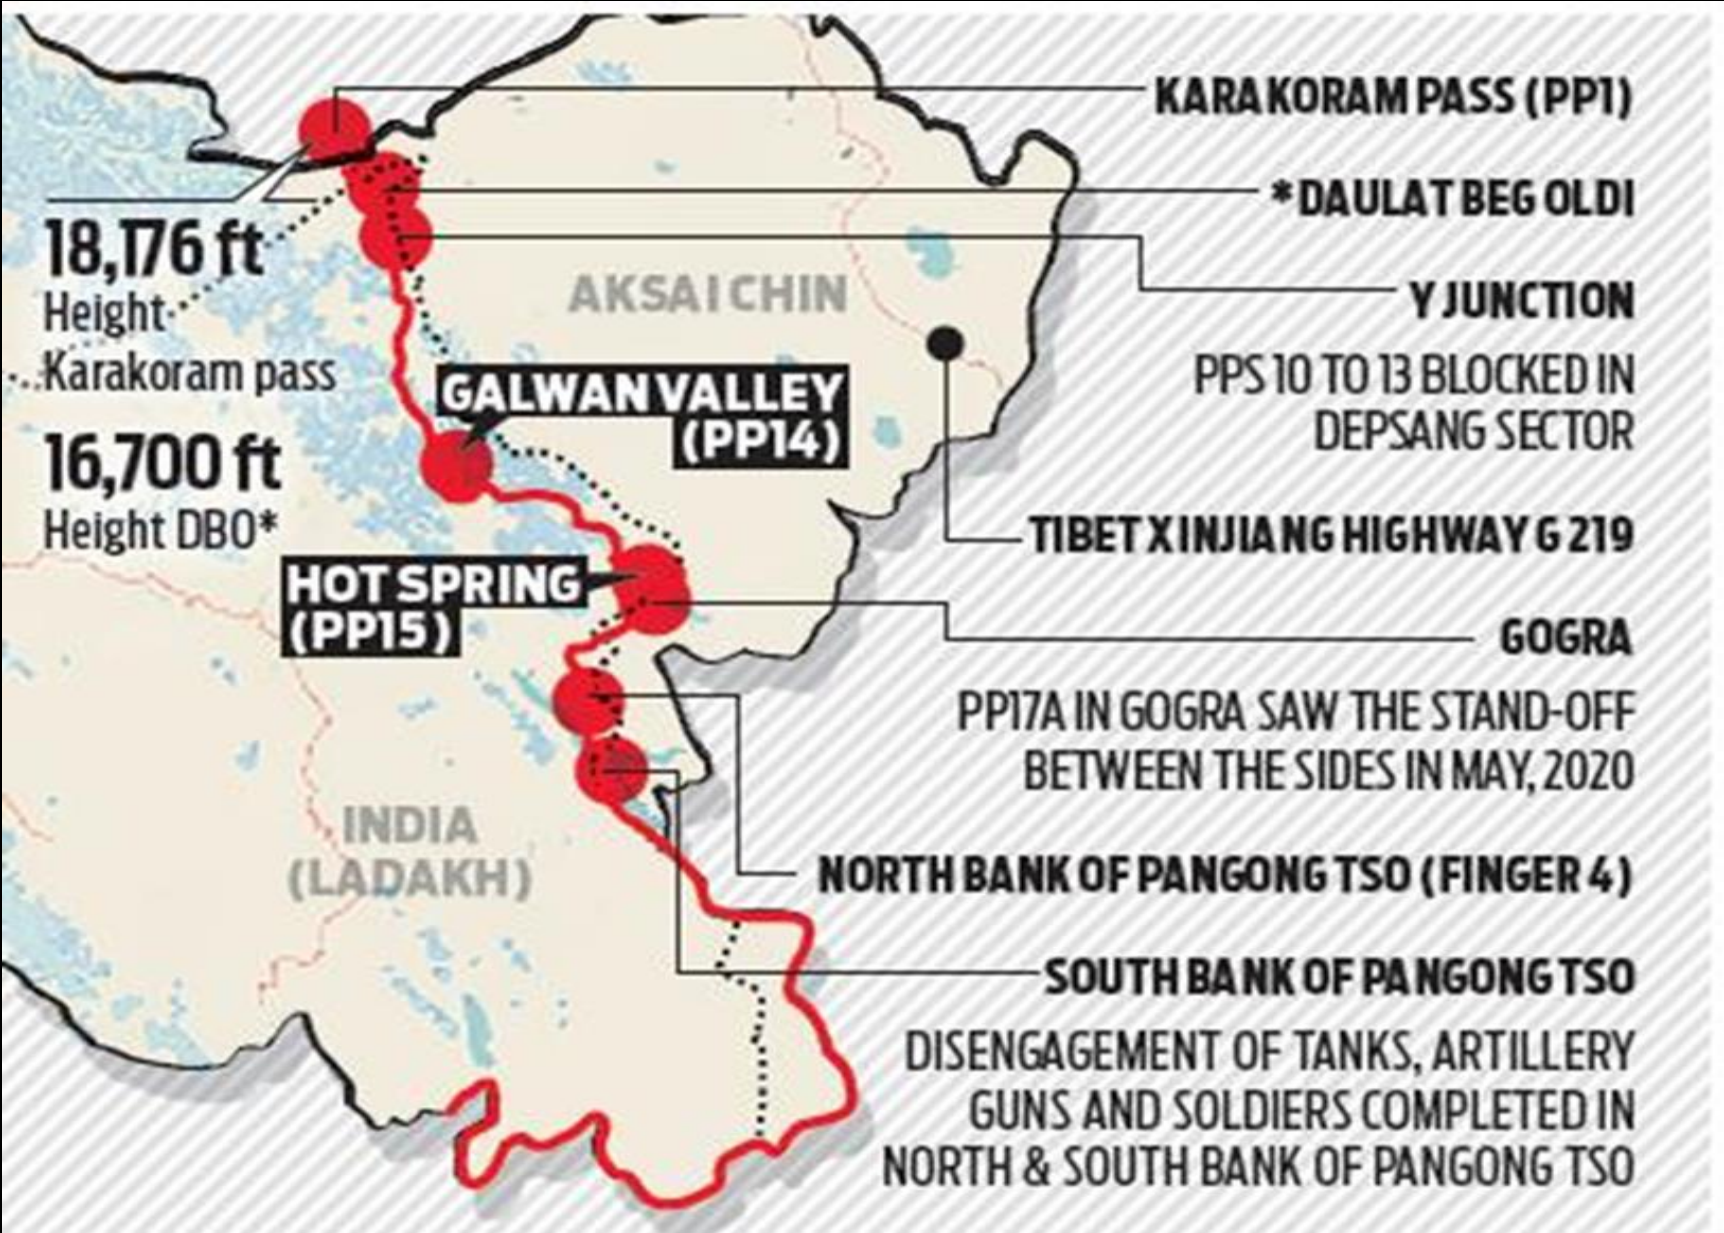 KARAKORAM PASS (PP1)
*DAULAT BEG OLDI
18,176 ft
Height
Karakoram pass
AKSAI CHIN
Y JUNCTION
PPS 10 TO 13 BLOCKED IN
DEPSANG SECTOR
GALWAN VALLEY
(PP14)
16,700 ft
Height DBO*
TIBET XINJIANG HIGHWAY G 219
HOT SPRING
(PP15)
GOGRA
PP17A IN GOGRA SAW THE STAND-OFF
BETWEEN THE SIDES IN MAY, 2020
INDIA
(LADAKH)
NORTH BANK OF PANGONG TSO (FINGER 4)
SOUTH BANK OF PANGONG TSO
DISENGAGEMENT OF TANKS, ARTILLERY
GUNS AND SOLDIERS COMPLETED IN
NORTH & SOUTH BANK OF PANGONG TSO